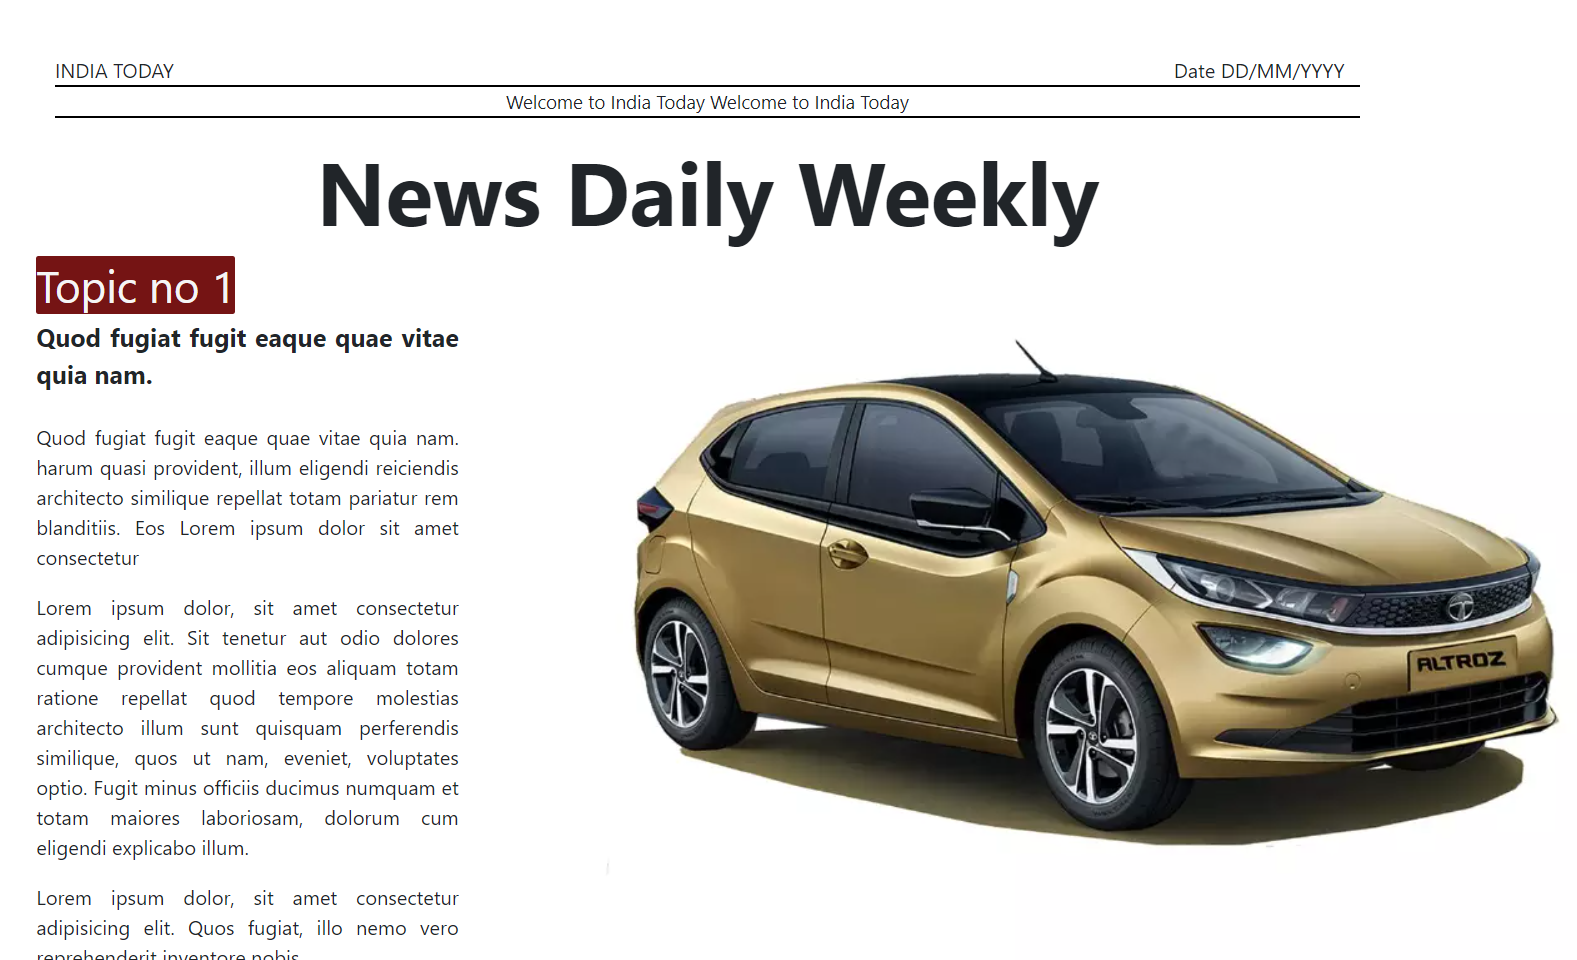 INDIA TODAY
Date DD/MM/YYYY
Welcome to India Today Welcome to India Today
News Daily Weekly
Topic no 1
Quod fugiat fugit eaque quae vitae
quia nam.
Quod fugiat fugit eaque quae vitae quia nam.
harum quasi provident, illum eligendi reiciendis
architecto similique repellat totam pariatur rem
blanditiis. Eos Lorem ipsum dolor sit amet
consectetur
Lorem ipsum dolor, sit amet consectetur
adipisicing elit. Sit tenetur aut odio dolores
cumque provident mollitia eos aliquam totam
ratione repellat quod tempore molestias
architecto illum sunt quisquam perferendis
similique, quos ut nam, eveniet, voluptates
optio. Fugit minus officiis ducimus numquam et
totam maiores laboriosam, dolorum cum
eligendi explicabo illum.
Lorem ipsum dolor, sit amet consectetur
adipisicing elit. Quos fugiat, illo nemo vero
reprehenderit inventore nobis
ALTROZ